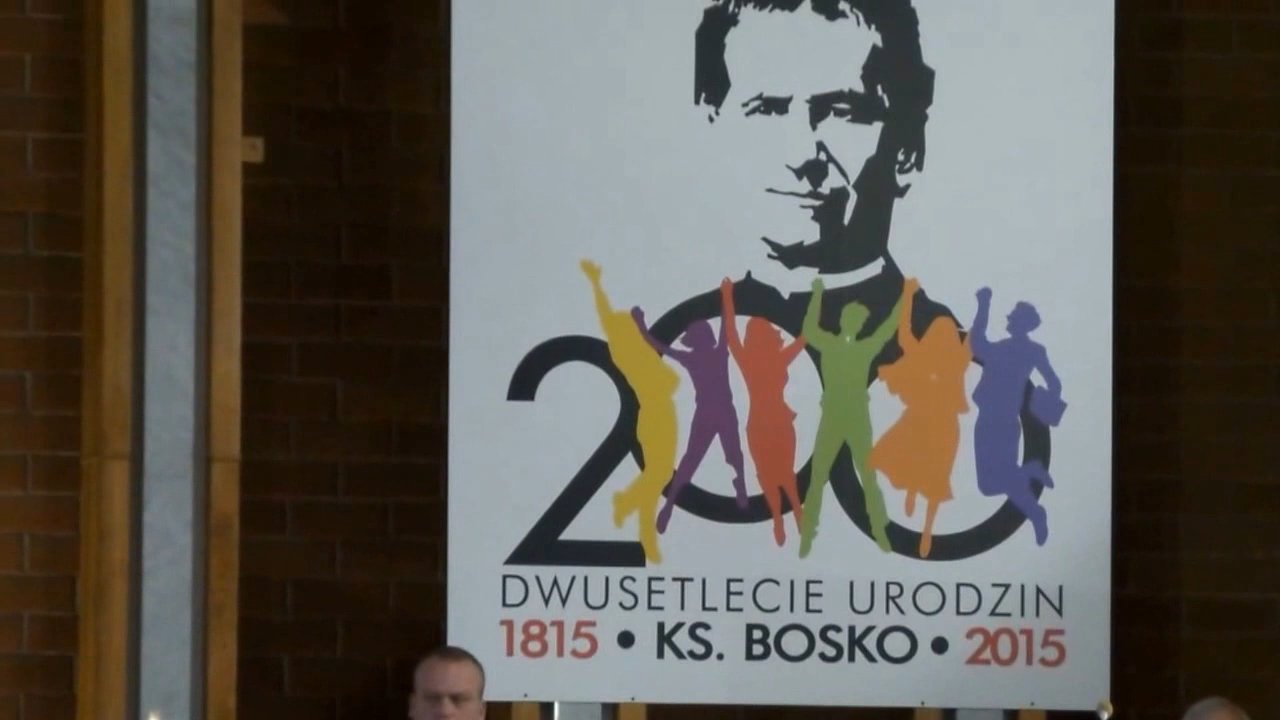 200
DWUSETLECIE URODZIN
1815 • KS. BOSKO • 2015